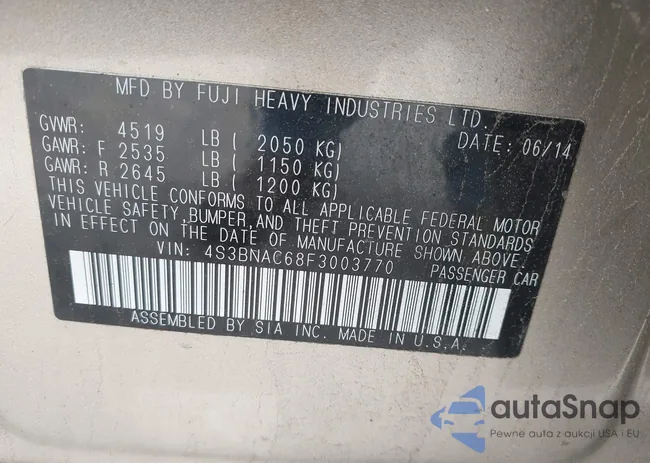 MFD BY FUJI HEAVY INDUSTRIES LTD.
GVWR: 4519 LB ( 2050 KG) DATE: 06/14
GAWR: F 2535 LB ( 1150 KG)
GAWR: R 2645 LB ( 1200 KG)
THIS VEHICLE CONFORMS TO ALL APPLICABLE FEDERAL MOTOR
VEHICLE SAFETY,BUMPER,AND THEFT PREVENTION STANDARDS
IN EFFECT ON THE DATE OF MANUFACTURE SHOWN ABOVE.
VIN: 4S3BNAC68F3003770 PASSENGER CAR
ASSEMBLED BY SIA INC. MADE IN U.S.A.
autaSnap
Pewne auta z aukcji USA i EU